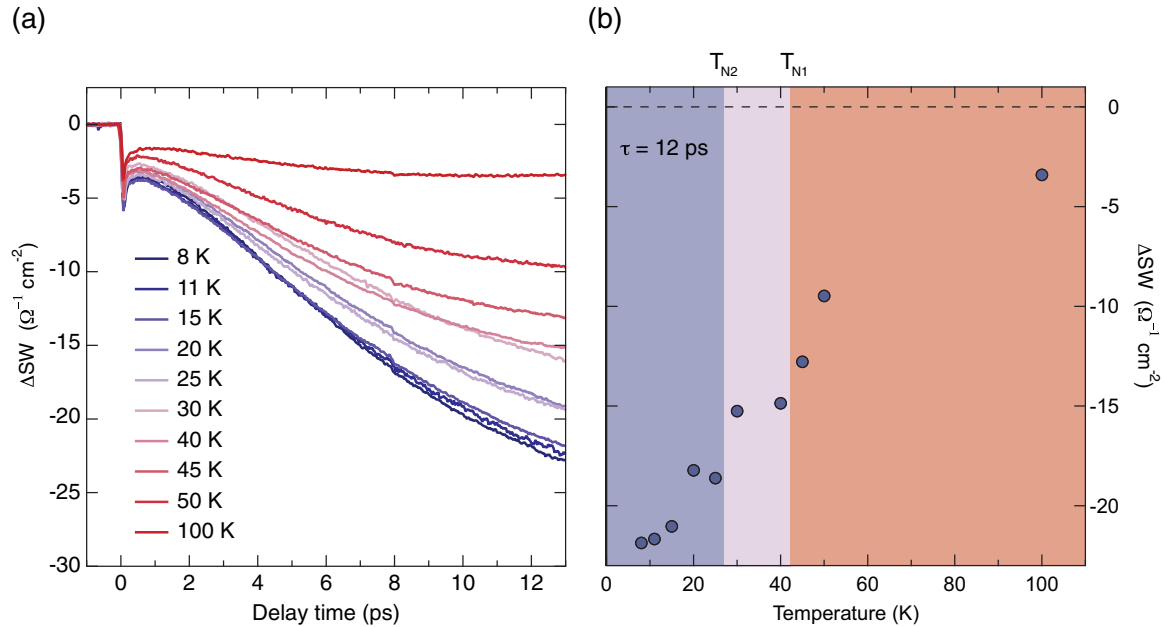 (a)
0
-5
-10
-15
-20
-25
-30
ΔSW (Ω⁻¹ cm⁻²)
8 K
11 K
15 K
20 K
25 K
30 K
40 K
45 K
50 K
100 K
0 2 4 6 8 10 12
Delay time (ps)
(b)
T_N2 T_N1
τ = 12 ps
0
-5
-10
-15
-20
ΔSW (Ω⁻¹ cm⁻²)
0 20 40 60 80 100
Temperature (K)